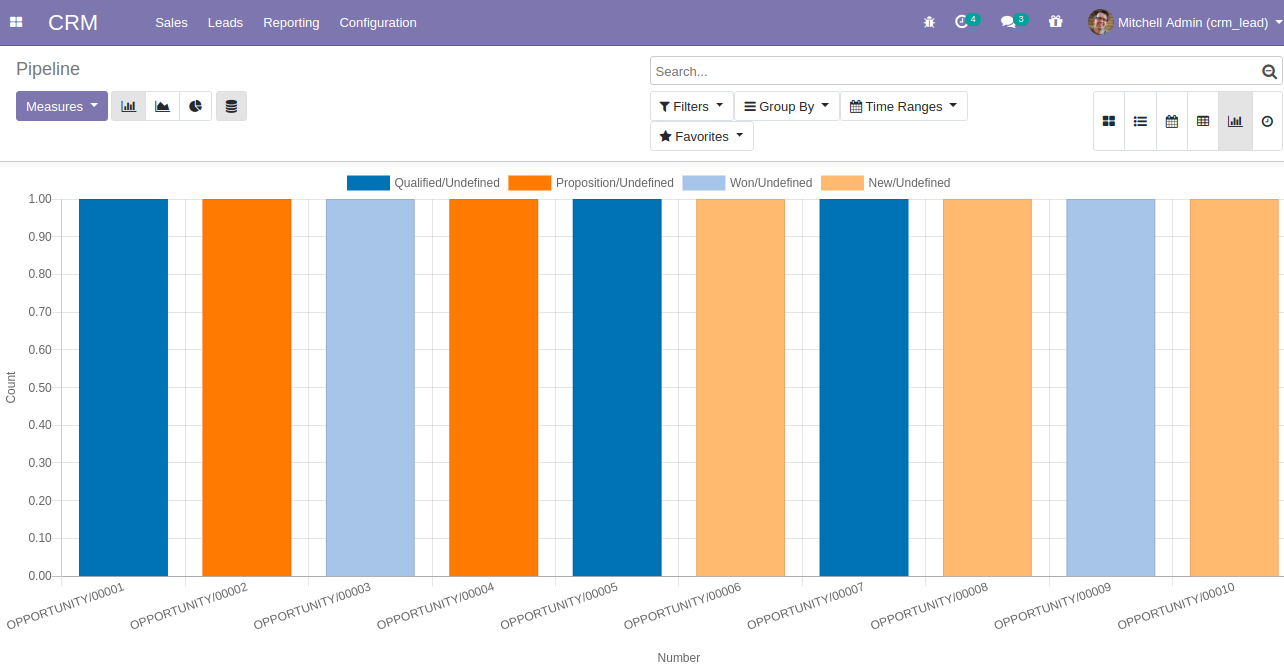 CRM Sales Leads Reporting Configuration 4 3 Mitchell Admin (crm_lead)
Pipeline
Search...
Measures
Filters Group By Time Ranges
Favorites
Qualified/Undefined Proposition/Undefined Won/Undefined New/Undefined
1.00
0.90
0.80
0.70
0.60
0.50
0.40
0.30
0.20
0.10
0.00
Count
OPPORTUNITY/00001 OPPORTUNITY/00002 OPPORTUNITY/00003 OPPORTUNITY/00004 OPPORTUNITY/00005 OPPORTUNITY/00006 OPPORTUNITY/00007 OPPORTUNITY/00008 OPPORTUNITY/00009 OPPORTUNITY/00010
Number